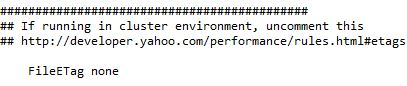 ############################################
## If running in cluster environment, uncomment this
## http://developer.yahoo.com/performance/rules.html#etags
FileETag none